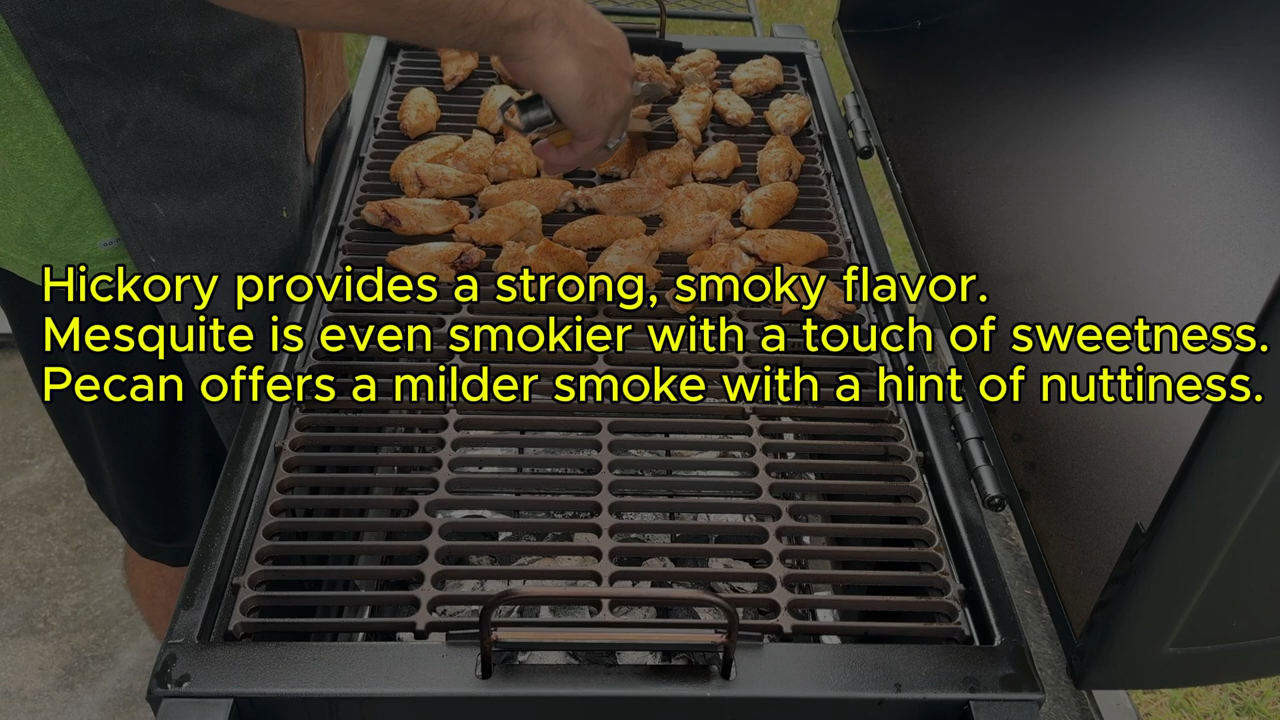 Hickory provides a strong, smoky flavor.
Mesquite is even smokier with a touch of sweetness.
Pecan offers a milder smoke with a hint of nuttiness.